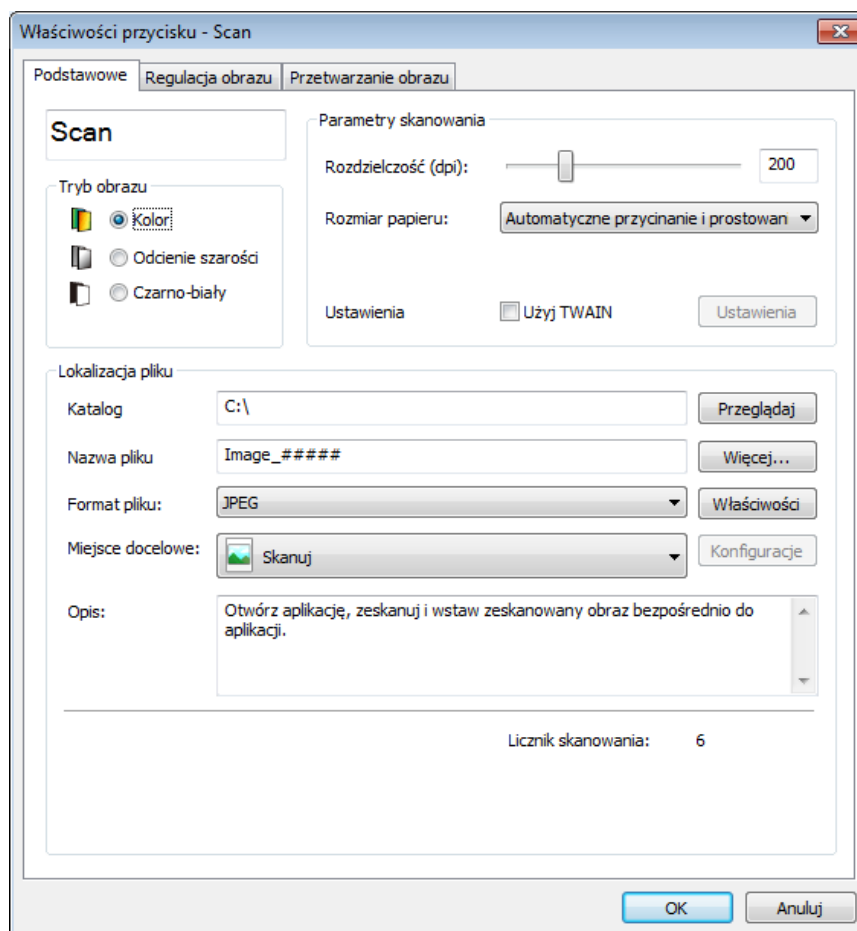 Właściwości przycisku - Scan
Podstawowe
Regulacja obrazu
Przetwarzanie obrazu
Scan
Tryb obrazu
Kolor
Odcienie szarości
Czarno-biały
Parametry skanowania
Rozdzielczość (dpi): 200
Rozmiar papieru: Automatyczne przycinanie i prostowan
Ustawienia Użyj TWAIN Ustawienia
Lokalizacja pliku
Katalog C:\ Przeglądaj
Nazwa pliku Image_##### Więcej...
Format pliku: JPEG Właściwości
Miejsce docelowe: Skanuj Konfiguracje
Opis: Otwórz aplikację, zeskanuj i wstaw zeskanowany obraz bezpośrednio do
aplikacji.
Licznik skanowania: 6
OK Anuluj